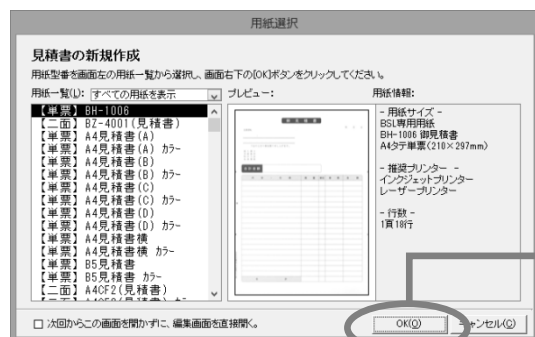 用紙選択
見積書の新規作成
用紙型番を画面左の用紙一覧から選択し、画面右下の[OK]ボタンをクリックしてください。
用紙一覧(L): すべての用紙を表示
プレビュー:
用紙情報:
【単票】BH-1006
【二面】BZ-4001(見積書)
【単票】A4見積書(A)
【単票】A4見積書(A) カラー
【単票】A4見積書(B)
【単票】A4見積書(B) カラー
【単票】A4見積書(C)
【単票】A4見積書(C) カラー
【単票】A4見積書(D)
【単票】A4見積書(D) カラー
【単票】A4見積書横
【単票】A4見積書横 カラー
【単票】B5見積書
【単票】B5見積書 カラー
【二面】A4CF2(見積書)
- 用紙サイズ -
BSL専用用紙
BH-1006 御見積書
A4タテ単票(210×297mm)
- 推奨プリンター -
インクジェットプリンター
レーザープリンター
- 行数 -
1頁18行
次回からこの画面を開かずに、編集画面を直接開く。
OK(O)
ャンセル(C)